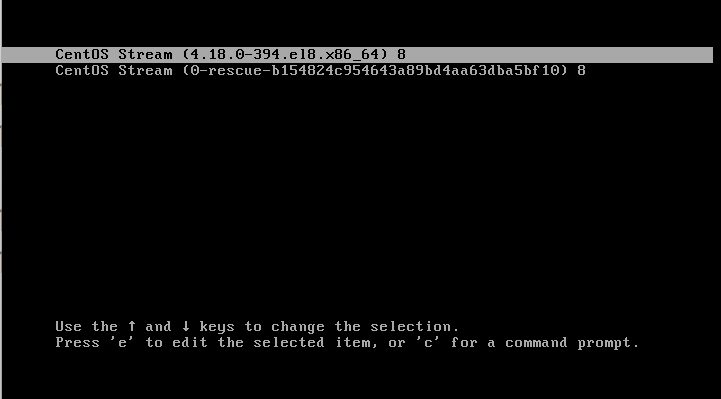 CentOS Stream (4.18.0-394.el8.x86_64) 8
CentOS Stream (0-rescue-b154824c954643a89bd4aa63dba5bf10) 8
Use the ↑ and ↓ keys to change the selection.
Press 'e' to edit the selected item, or 'c' for a command prompt.